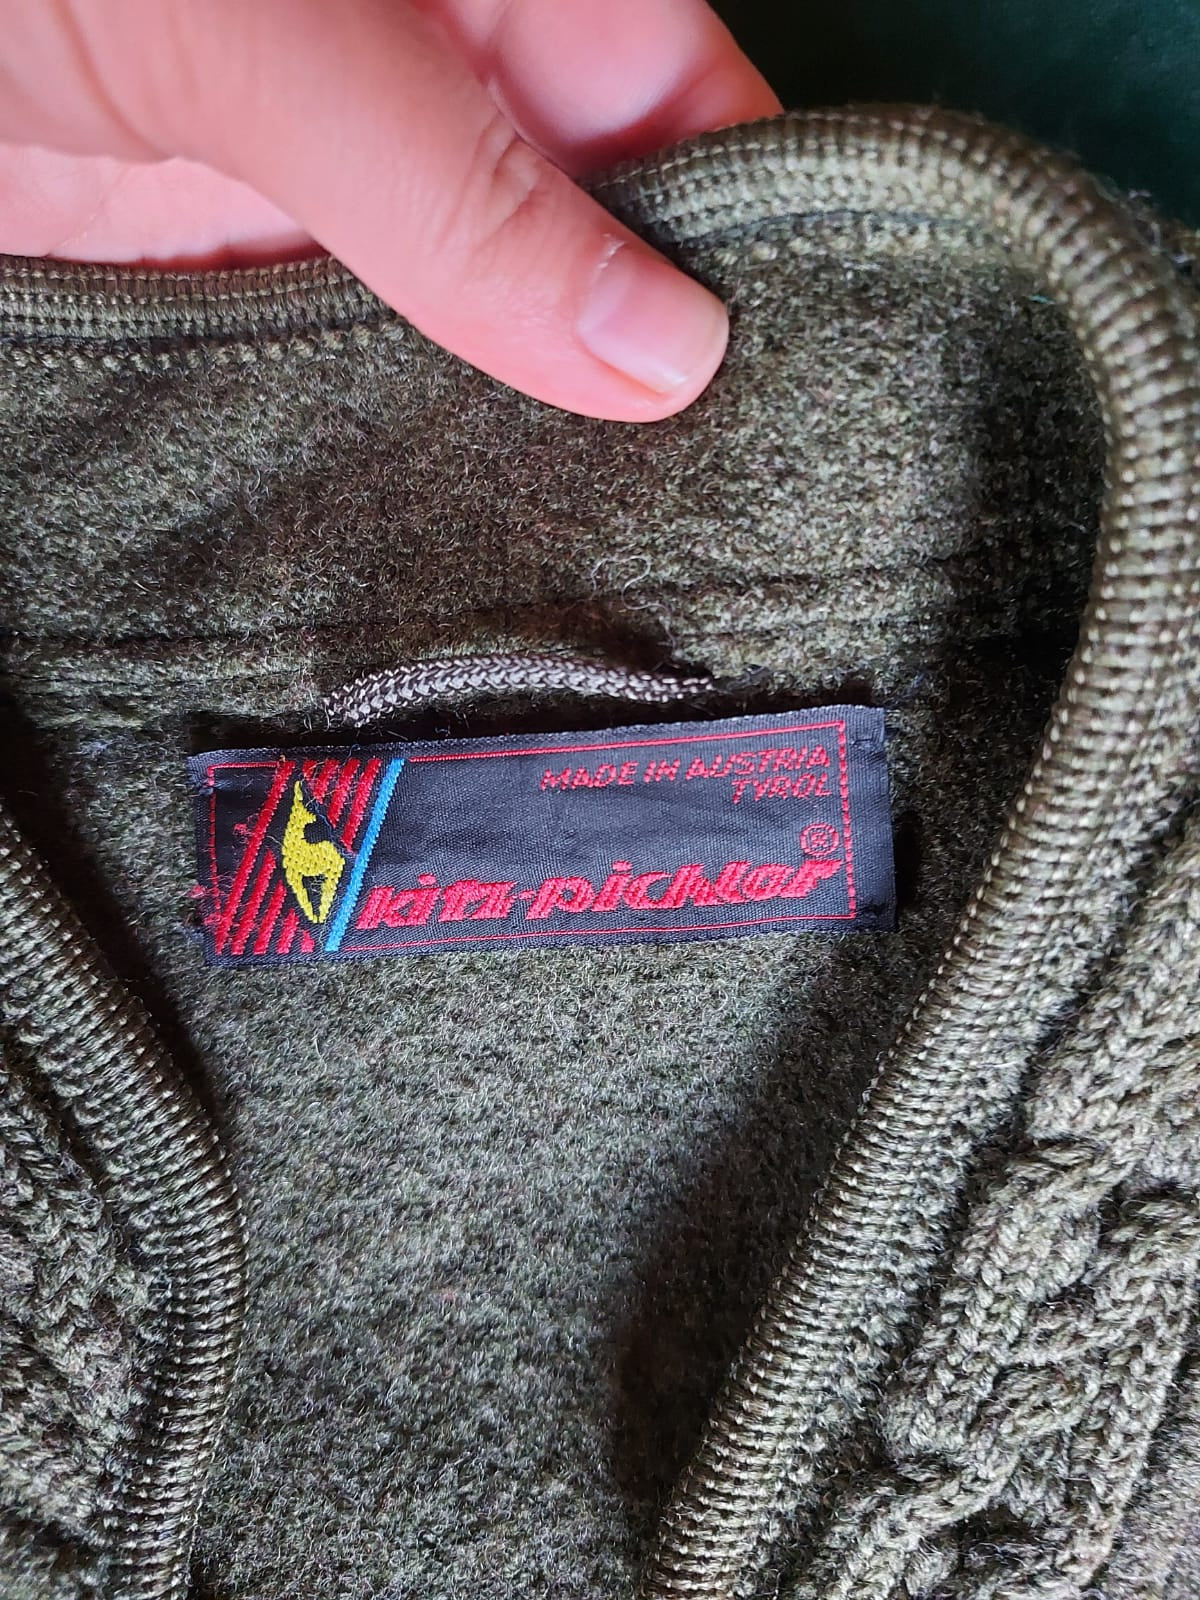 MADE IN AUSTRIA
TYROL
kitz-pichler®